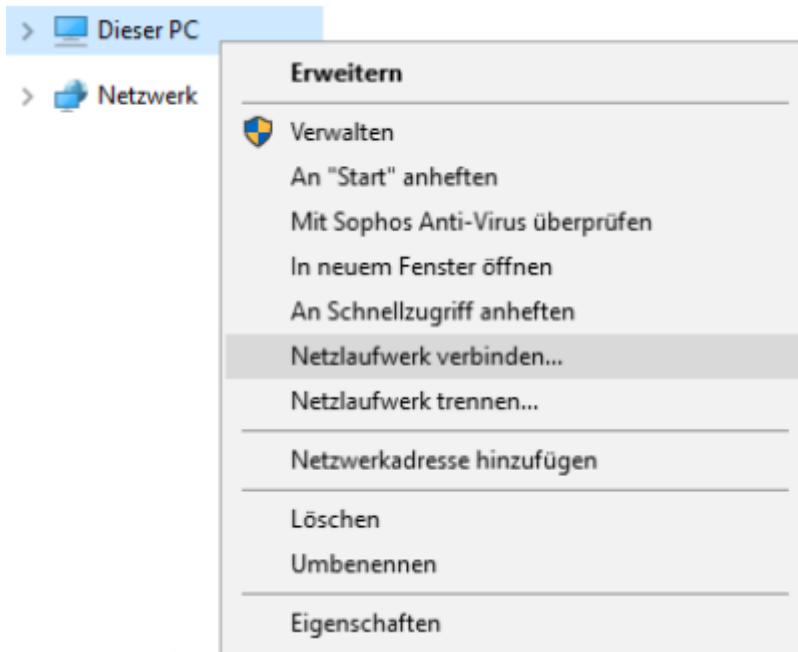 Dieser PC
Netzwerk
Erweitern
Verwalten
An "Start" anheften
Mit Sophos Anti-Virus überprüfen
In neuem Fenster öffnen
An Schnellzugriff anheften
Netzlaufwerk verbinden...
Netzlaufwerk trennen...
Netzwerkadresse hinzufügen
Löschen
Umbenennen
Eigenschaften